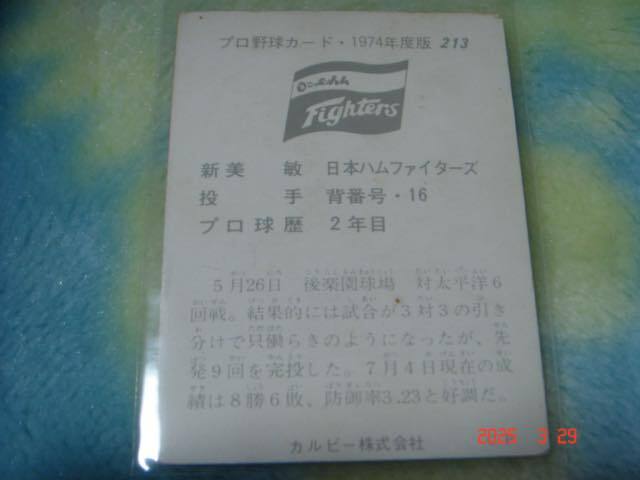 プロ野球カード・1974年度版 213
Fighters
新美 敏 日本ハムファイターズ
投 手 背番号・16
プロ球歴 2年目
5月26日 後楽園球場 対太平洋6
回戦。結果的には試合が3対3の引き
分けで只働らきのようになったが、先
発9回を完投した。7月4日現在の成
績は8勝6敗、防御率3.23と好調だ。
カルビー株式会社
2025 3 29